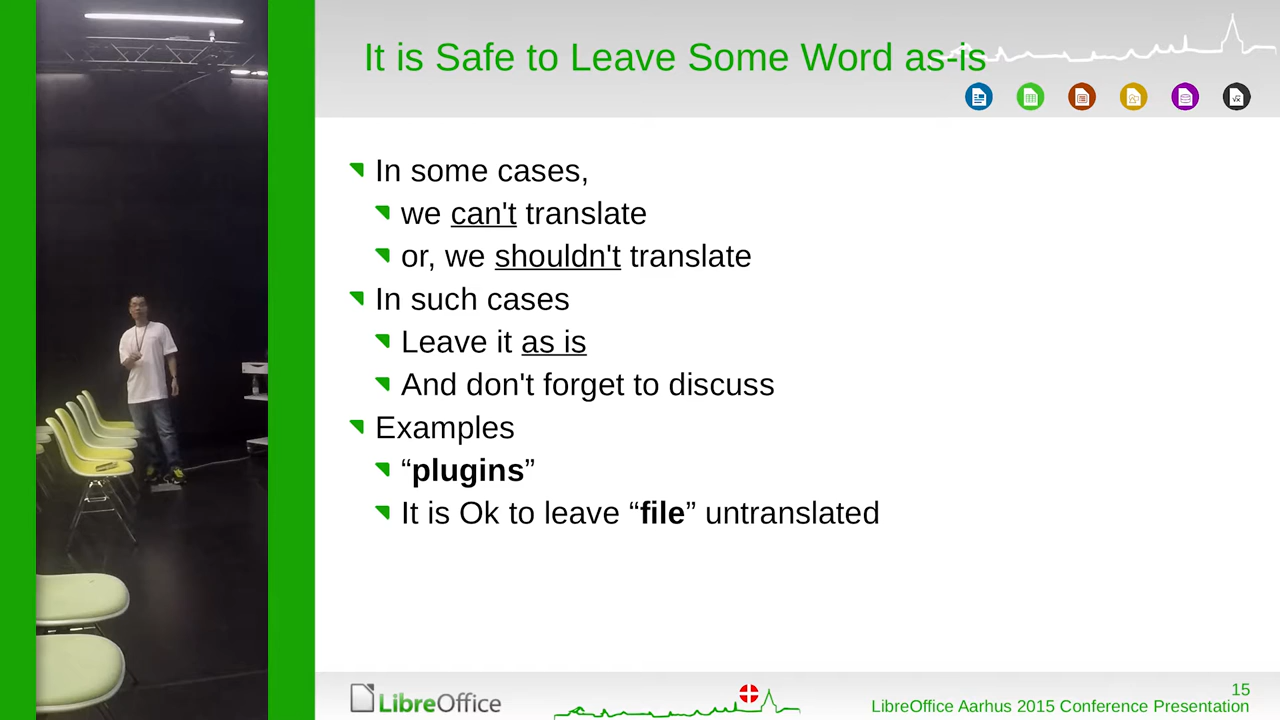 It is Safe to Leave Some Word as-is
In some cases,
we can't translate
or, we shouldn't translate
In such cases
Leave it as is
And don't forget to discuss
Examples
“plugins”
It is Ok to leave “file” untranslated
LibreOffice
15
LibreOffice Aarhus 2015 Conference Presentation